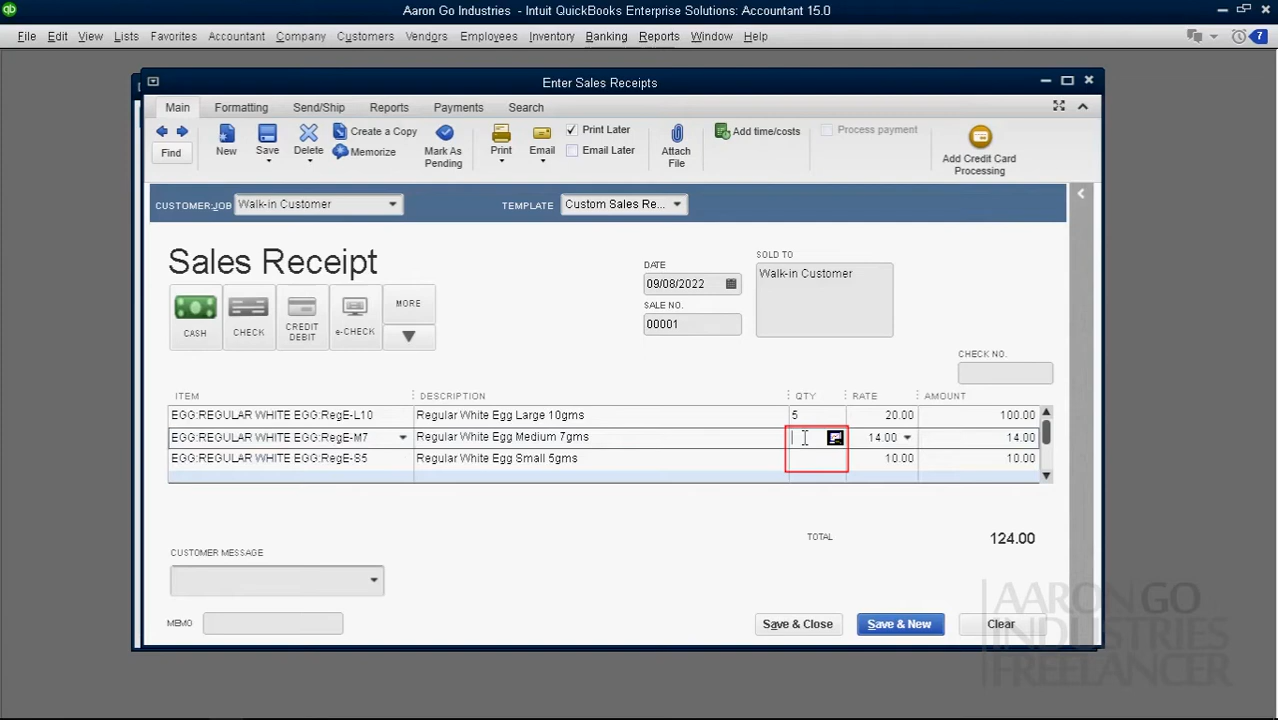 Aaron Go Industries - Intuit QuickBooks Enterprise Solutions: Accountant 15.0
File Edit View Lists Favorites Accountant Company Customers Vendors Employees Inventory Banking Reports Window Help 7
Enter Sales Receipts
Main Formatting Send/Ship Reports Payments Search
Find New Save Delete Create a Copy Memorize Mark As Pending Print Email Print Later Email Later Attach File Add time/costs Process payment Add Credit Card Processing
CUSTOMER:JOB Walk-in Customer TEMPLATE Custom Sales Re...
Sales Receipt
DATE
09/08/2022
SALE NO.
00001
SOLD TO
Walk-in Customer
CASH CHECK CREDIT DEBIT e-CHECK MORE
CHECK NO.
ITEM DESCRIPTION QTY RATE AMOUNT
EGG:REGULAR WHITE EGG:RegE-L10 Regular White Egg Large 10gms 5 20.00 100.00
EGG:REGULAR WHITE EGG:RegE-M7 Regular White Egg Medium 7gms 14.00 14.00
EGG:REGULAR WHITE EGG:RegE-S5 Regular White Egg Small 5gms 10.00 10.00
TOTAL 124.00
CUSTOMER MESSAGE
MEMO
Save & Close Save & New Clear
AARON GO
INDUSTRIES
FREELANCER